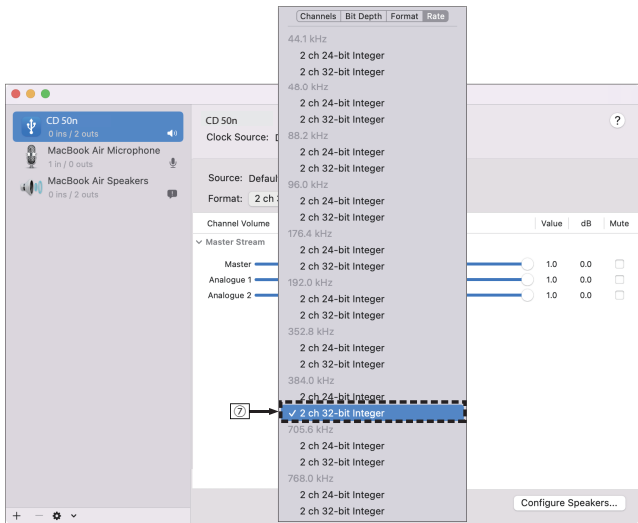 Channels Bit Depth Format Rate
44.1 kHz
2 ch 24-bit Integer
2 ch 32-bit Integer
48.0 kHz
2 ch 24-bit Integer
2 ch 32-bit Integer
88.2 kHz
2 ch 24-bit Integer
2 ch 32-bit Integer
96.0 kHz
2 ch 24-bit Integer
2 ch 32-bit Integer
176.4 kHz
2 ch 24-bit Integer
2 ch 32-bit Integer
192.0 kHz
2 ch 24-bit Integer
2 ch 32-bit Integer
352.8 kHz
2 ch 24-bit Integer
2 ch 32-bit Integer
384.0 kHz
2 ch 24-bit Integer
⑦
✓ 2 ch 32-bit Integer
705.6 kHz
2 ch 24-bit Integer
2 ch 32-bit Integer
768.0 kHz
2 ch 24-bit Integer
2 ch 32-bit Integer
CD 50n
0 ins / 2 outs
MacBook Air Microphone
1 in / 0 outs
MacBook Air Speakers
0 ins / 2 outs
CD 50n
?
Clock Source:
Source: Defaul
Format: 2 ch
Channel Volume Value dB Mute
Master Stream
Master 1.0 0.0
Analogue 1 1.0 0.0
Analogue 2 1.0 0.0
Configure Speakers...